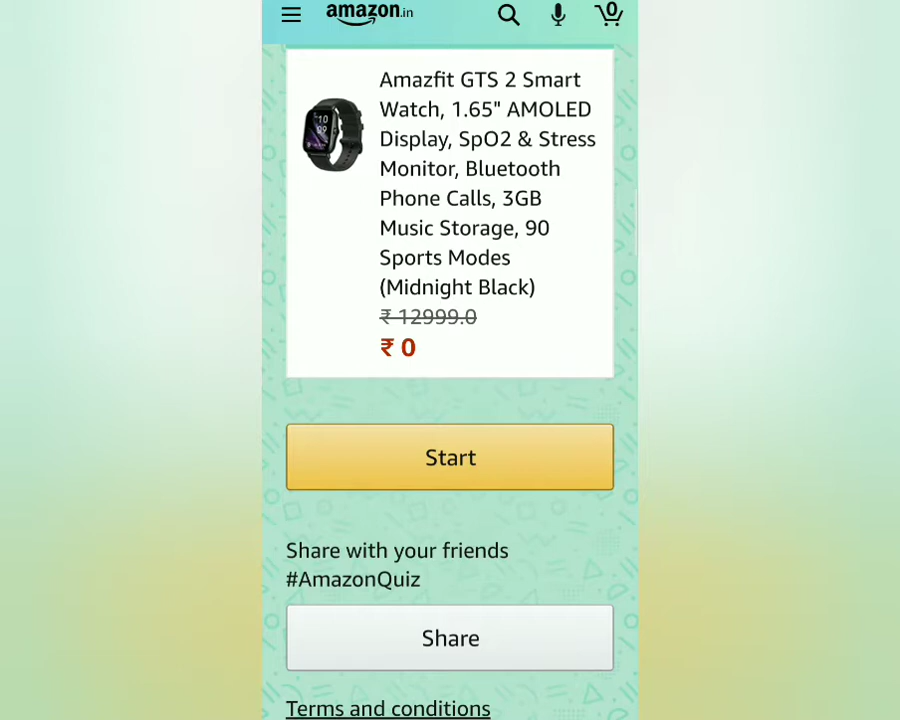 amazon.in
0
Amazfit GTS 2 Smart
Watch, 1.65" AMOLED
Display, SpO2 & Stress
Monitor, Bluetooth
Phone Calls, 3GB
Music Storage, 90
Sports Modes
(Midnight Black)
₹ 12999.0
₹ 0
Start
Share with your friends
#AmazonQuiz
Share
Terms and conditions